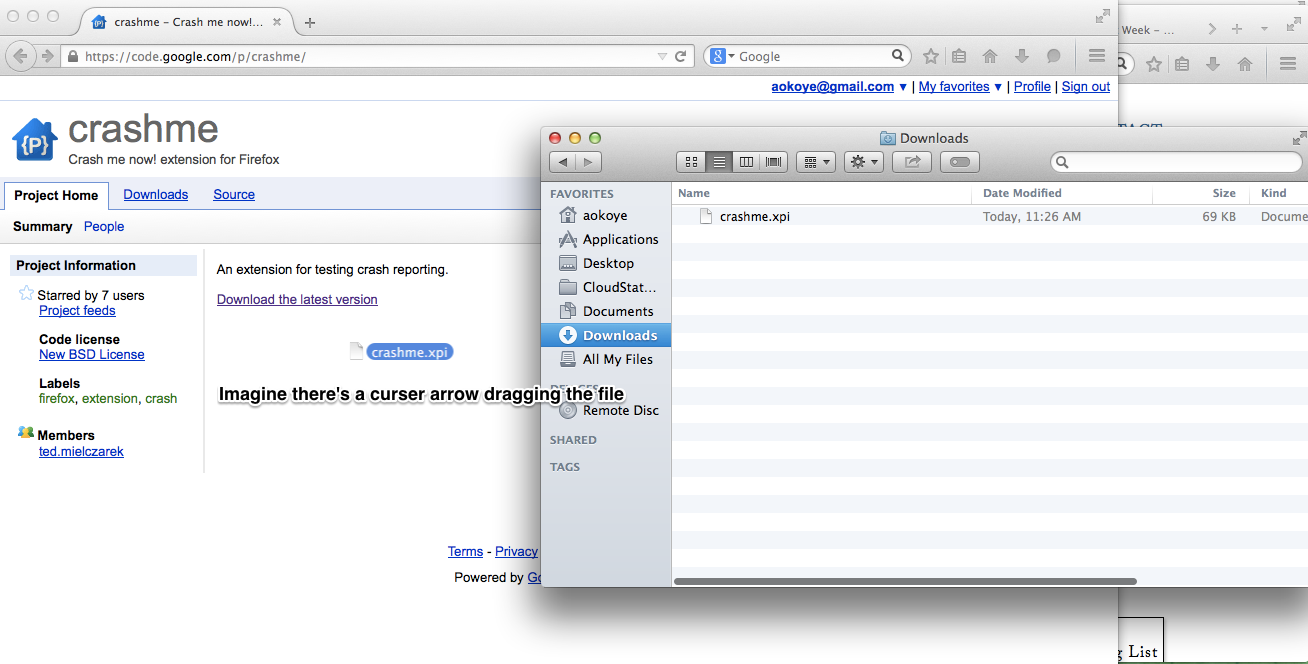 crashme – Crash me now!...
https://code.google.com/p/crashme/
Google
Week – ...
aokoye@gmail.com ▼ | My favorites ▼ | Profile | Sign out
{P}
crashme
Crash me now! extension for Firefox
Project Home Downloads Source
Summary People
Project Information
Starred by 7 users
Project feeds
Code license
New BSD License
Labels
firefox, extension, crash
Members
ted.mielczarek
An extension for testing crash reporting.
Download the latest version
crashme.xpi
Imagine there's a curser arrow dragging the file
Terms - Privacy
Powered by Go
Downloads
FAVORITES
aokoye
Applications
Desktop
CloudStat...
Documents
Downloads
All My Files
Remote Disc
SHARED
TAGS
Name Date Modified Size Kind
crashme.xpi Today, 11:26 AM 69 KB Docume
List